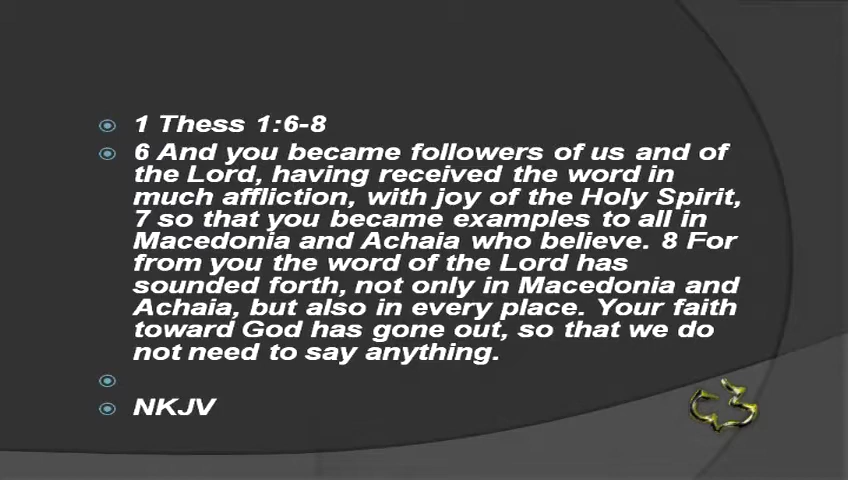 1 Thess 1:6-8
6 And you became followers of us and of
the Lord, having received the word in
much affliction, with joy of the Holy Spirit,
7 so that you became examples to all in
Macedonia and Achaia who believe. 8 For
from you the word of the Lord has
sounded forth, not only in Macedonia and
Achaia, but also in every place. Your faith
toward God has gone out, so that we do
not need to say anything.
NKJV